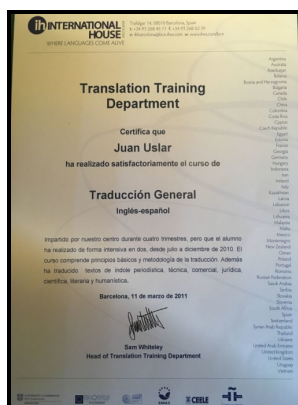 ih INTERNATIONAL
HOUSE
WHERE LANGUAGES COME ALIVE
Translation Training
Department
Certifica que
Juan Uslar
ha realizado satisfactoriamente el curso de
Traducción General
Inglés-español
Impartido por nuestro centro durante cuatro trimestres, pero que el alumno
ha realizado de forma intensiva en dos, desde julio a diciembre de 2010. El
curso comprende principios básicos y metodología de la traducción. Además
ha traducido textos de índole periodística, técnica, comercial, jurídica,
científica, literaria y humanística.
Barcelona, 11 de marzo de 2011
Sam Whiteley
Head of Translation Training Department
Argentina
Australia
Azerbaijan
Belarus
Bosnia and Herzegovina
Bulgaria
Canada
Chile
China
Colombia
Costa Rica
Cyprus
Czech Republic
Egypt
Estonia
France
Georgia
Germany
Hungary
Indonesia
Iran
Ireland
Italy
Kazakhstan
Latvia
Lebanon
Libya
Lithuania
Malta
Mexico
Montenegro
New Zealand
Oman
Poland
Portugal
Romania
Russian Federation
Saudi Arabia
Serbia
Slovakia
Slovenia
South Africa
Spain
Switzerland
Syrian Arab Republic
Thailand
Ukraine
United Arab Emirates
United Kingdom
United States
Uruguay
Vietnam
CEELE